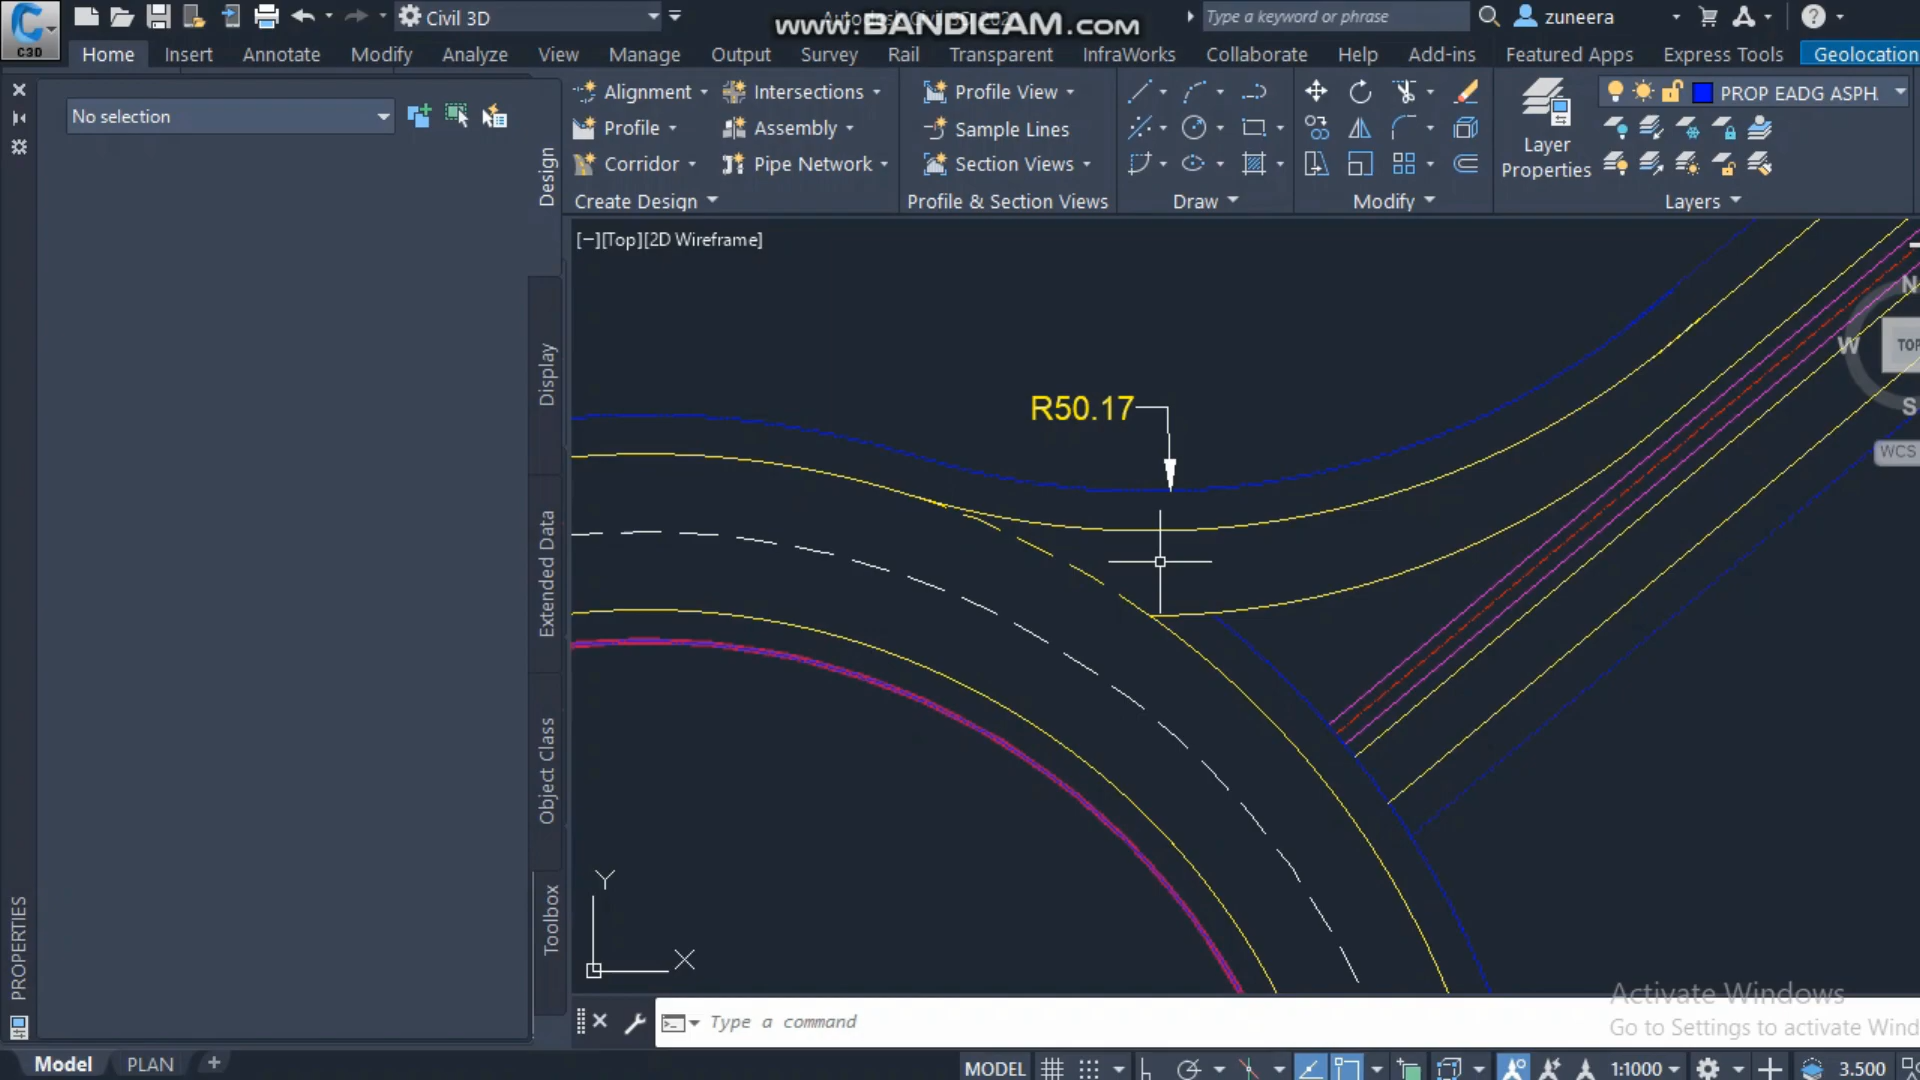 C3D
Civil 3D
www.BANDICAM.com
Type a keyword or phrase
zuneera
Home Insert Annotate Modify Analyze View Manage Output Survey Rail Transparent InfraWorks Collaborate Help Add-ins Featured Apps Express Tools Geolocation
No selection
Alignment Intersections
Profile Assembly
Corridor Pipe Network
Create Design
Profile View
Sample Lines
Section Views
Profile & Section Views
Draw
Modify
Layer Properties
PROP EADG ASPH.
Layers
Design
Display
Extended Data
Object Class
Toolbox
PROPERTIES
[−][Top][2D Wireframe]
R50.17
N
W
TOP
S
WCS
Y
X
Activate Windows
Go to Settings to activate Wind
Type a command
Model PLAN +
MODEL 1:1000 3.500